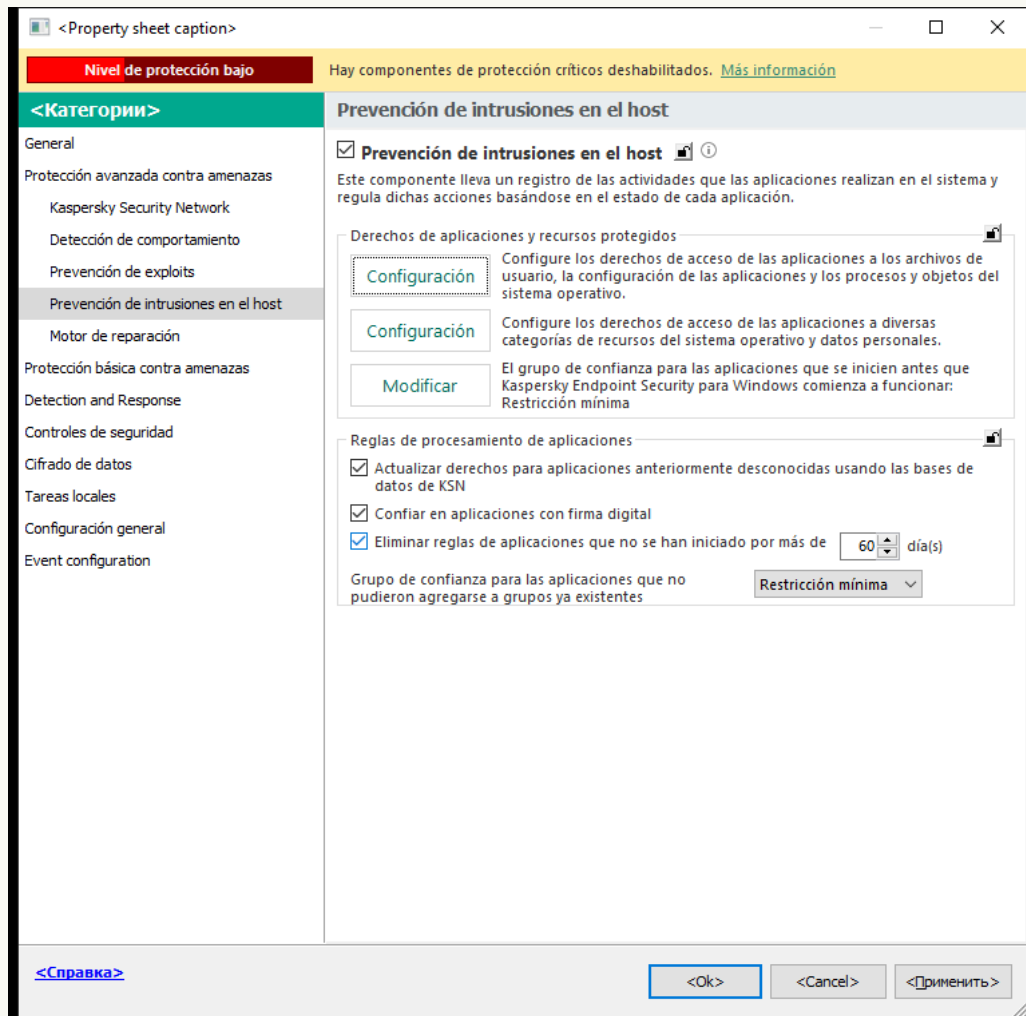 <Property sheet caption>
Nivel de protección bajo
Hay componentes de protección críticos deshabilitados. Más información
<Категории>
General
Protección avanzada contra amenazas
Kaspersky Security Network
Detección de comportamiento
Prevención de exploits
Prevención de intrusiones en el host
Motor de reparación
Protección básica contra amenazas
Detection and Response
Controles de seguridad
Cifrado de datos
Tareas locales
Configuración general
Event configuration
Prevención de intrusiones en el host
Prevención de intrusiones en el host
Este componente lleva un registro de las actividades que las aplicaciones realizan en el sistema y
regula dichas acciones basándose en el estado de cada aplicación.
Derechos de aplicaciones y recursos protegidos
Configuración
Configure los derechos de acceso de las aplicaciones a los archivos de
usuario, la configuración de las aplicaciones y los procesos y objetos del
sistema operativo.
Configuración
Configure los derechos de acceso de las aplicaciones a diversas
categorías de recursos del sistema operativo y datos personales.
Modificar
El grupo de confianza para las aplicaciones que se inicien antes que
Kaspersky Endpoint Security para Windows comienza a funcionar:
Restricción mínima
Reglas de procesamiento de aplicaciones
Actualizar derechos para aplicaciones anteriormente desconocidas usando las bases de
datos de KSN
Confiar en aplicaciones con firma digital
Eliminar reglas de aplicaciones que no se han iniciado por más de 60 día(s)
Grupo de confianza para las aplicaciones que no
pudieron agregarse a grupos ya existentes
Restricción mínima
<Справка>
<Ok>
<Cancel>
<Применить>